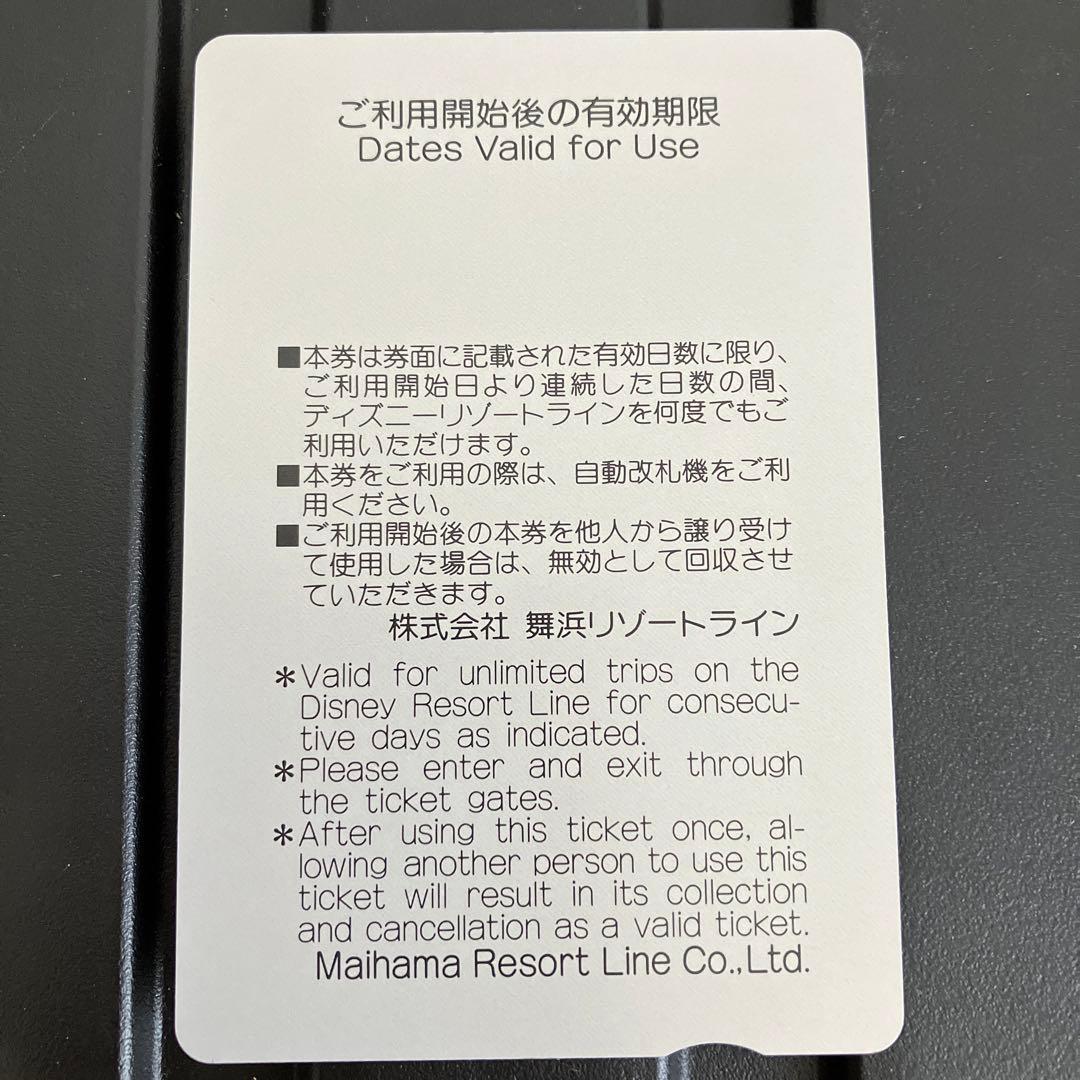 ご利用開始後の有効期限
Dates Valid for Use
■本券は券面に記載された有効日数に限り、
ご利用開始日より連続した日数の間、
ディズニーリゾートラインを何度でもご
利用いただけます。
■本券をご利用の際は、自動改札機をご利
用ください。
■ご利用開始後の本券を他人から譲り受け
て使用した場合は、無効として回収させ
ていただきます。
株式会社 舞浜リゾートライン
*Valid for unlimited trips on the
Disney Resort Line for consecu-
tive days as indicated.
*Please enter and exit through
the ticket gates.
*After using this ticket once, al-
lowing another person to use this
ticket will result in its collection
and cancellation as a valid ticket.
Maihama Resort Line Co.,Ltd.